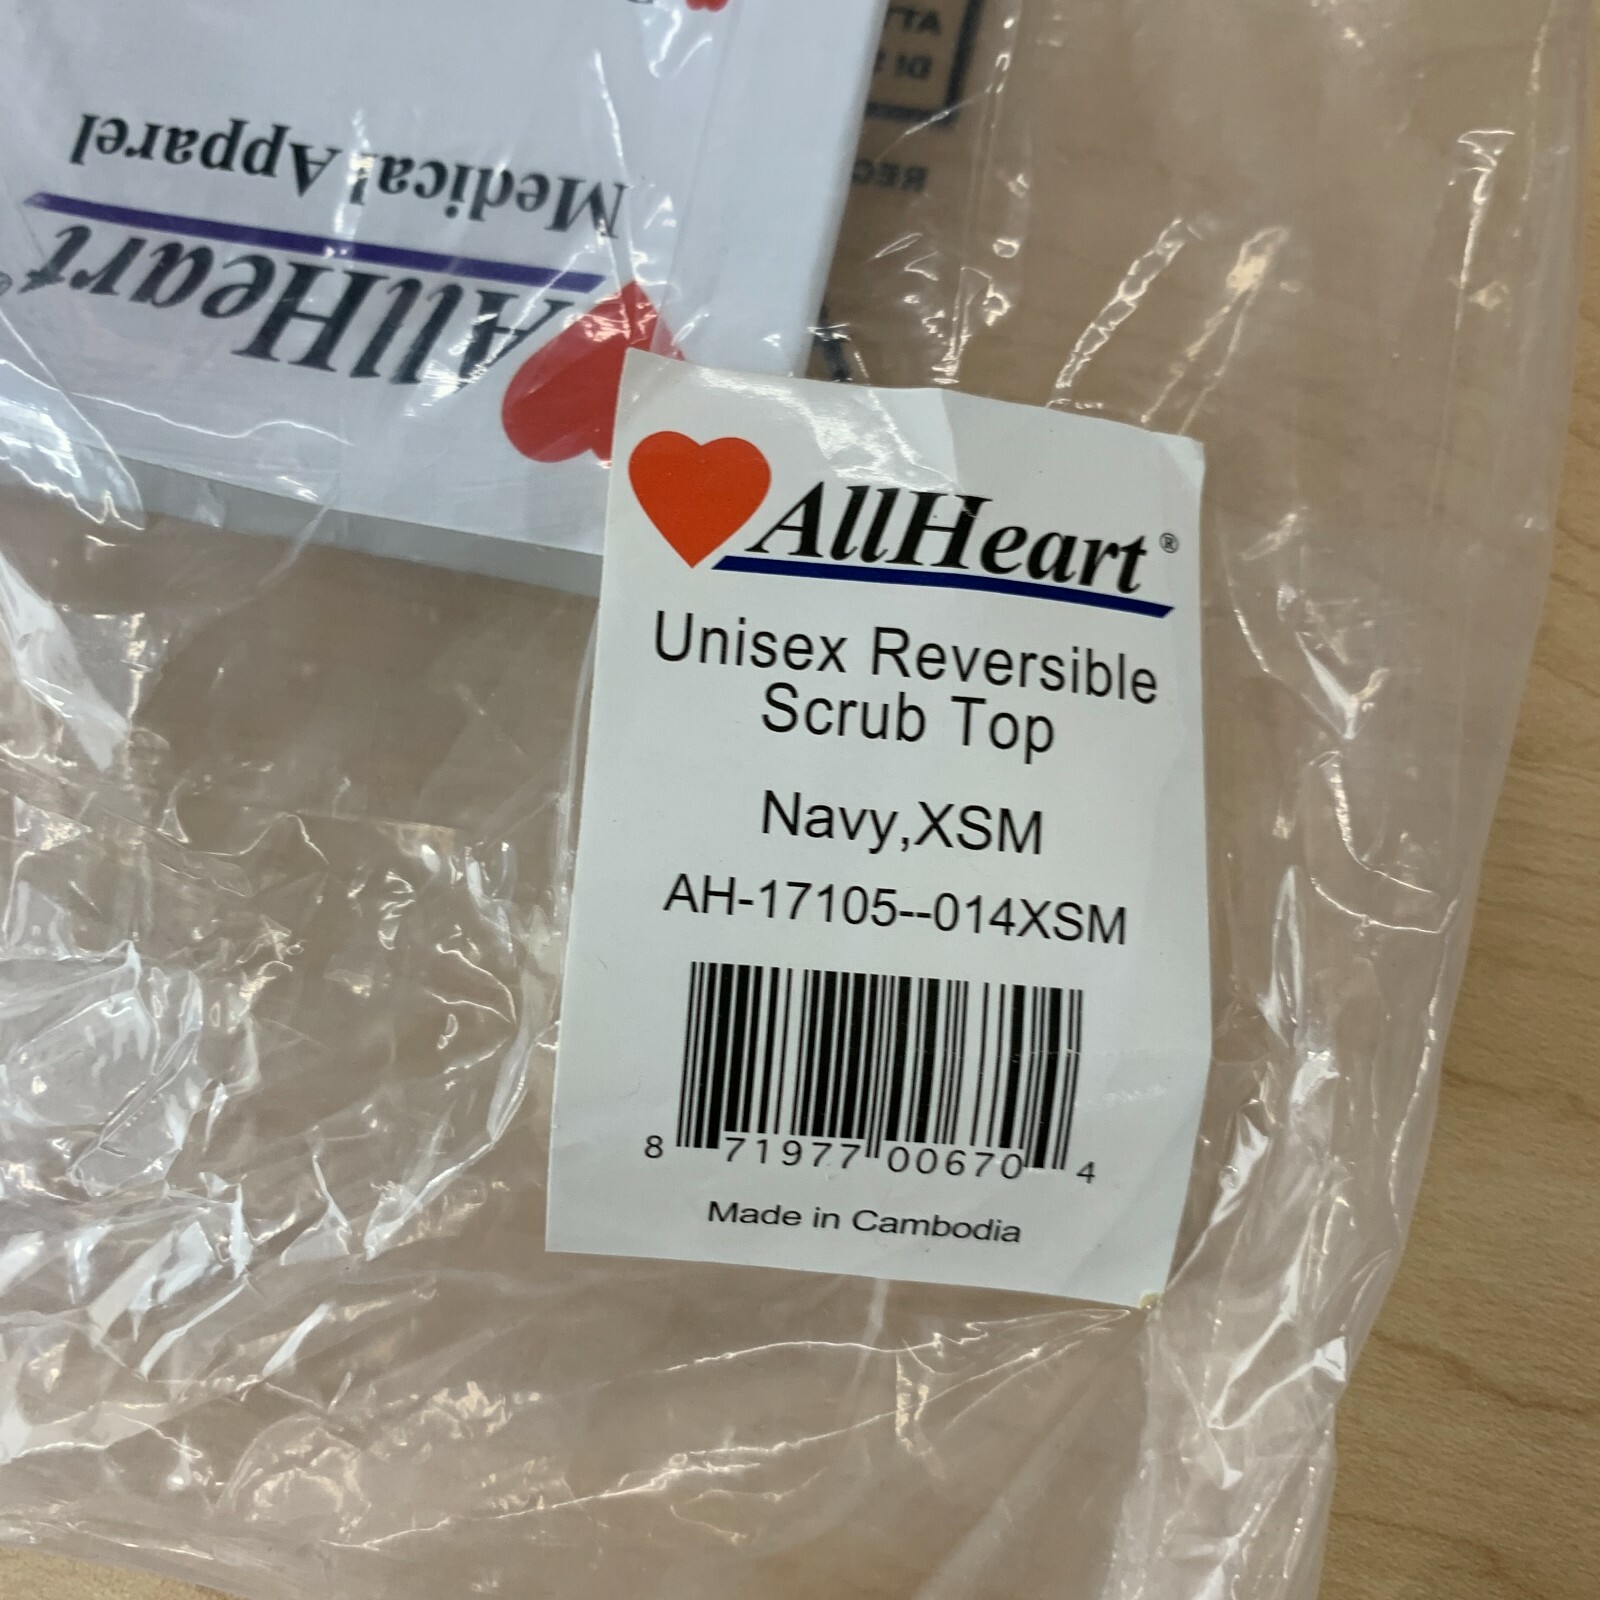 Medical Apparel
AllHeart
REC
AllHeart®
Unisex Reversible
Scrub Top
Navy,XSM
AH-17105--014XSM
8 71977 00670 4
Made in Cambodia